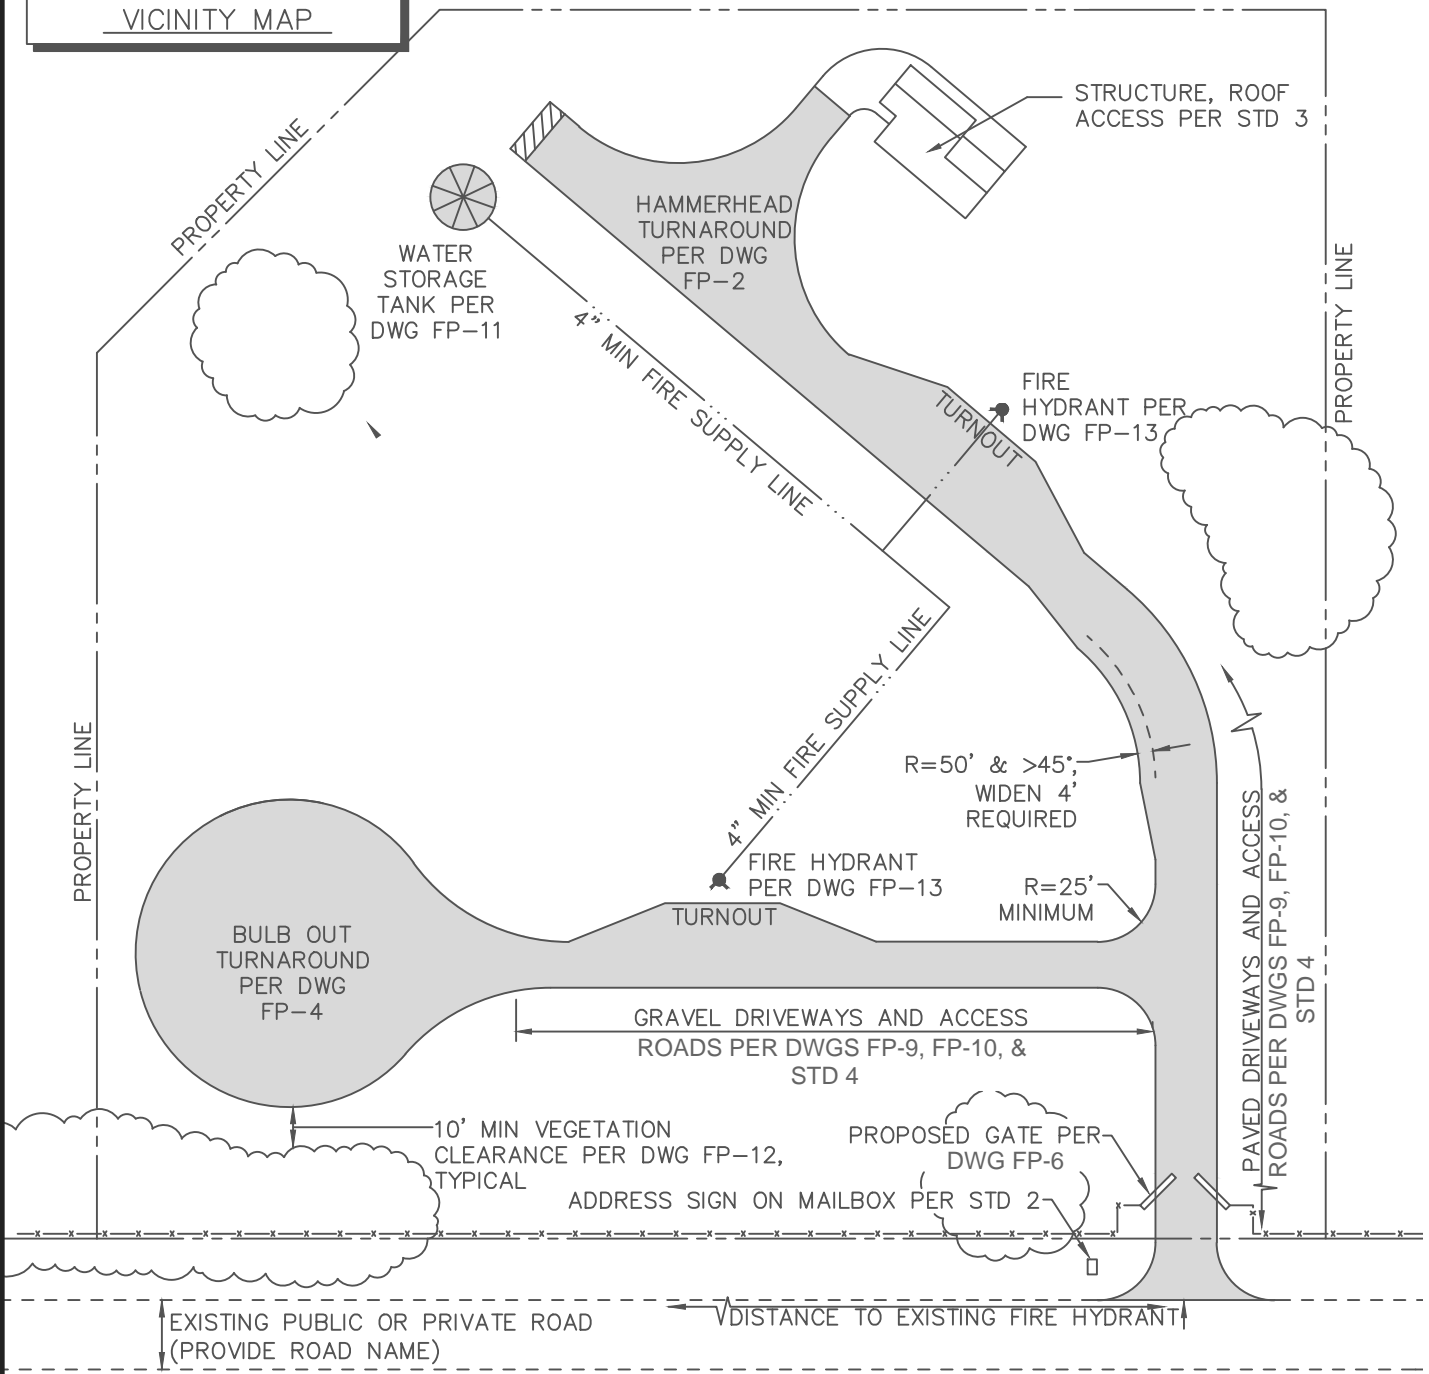 VICINITY MAP
STRUCTURE, ROOF
ACCESS PER STD 3
PROPERTY LINE
HAMMERHEAD
TURNAROUND
PER DWG
FP-2
WATER
STORAGE
TANK PER
DWG FP-11
PROPERTY LINE
4" MIN FIRE SUPPLY LINE
FIRE
HYDRANT PER
DWG FP-13
TURNOUT
4" MIN FIRE SUPPLY LINE
PROPERTY LINE
R=50' & >45°,
WIDEN 4'
REQUIRED
FIRE HYDRANT
PER DWG FP-13
R=25'
MINIMUM
TURNOUT
BULB OUT
TURNAROUND
PER DWG
FP-4
PAVED DRIVEWAYS AND ACCESS
ROADS PER DWGS FP-9, FP-10, &
STD 4
GRAVEL DRIVEWAYS AND ACCESS
ROADS PER DWGS FP-9, FP-10, &
STD 4
10' MIN VEGETATION
CLEARANCE PER DWG FP-12,
TYPICAL
PROPOSED GATE PER
DWG FP-6
ADDRESS SIGN ON MAILBOX PER STD 2
EXISTING PUBLIC OR PRIVATE ROAD
(PROVIDE ROAD NAME)
DISTANCE TO EXISTING FIRE HYDRANT